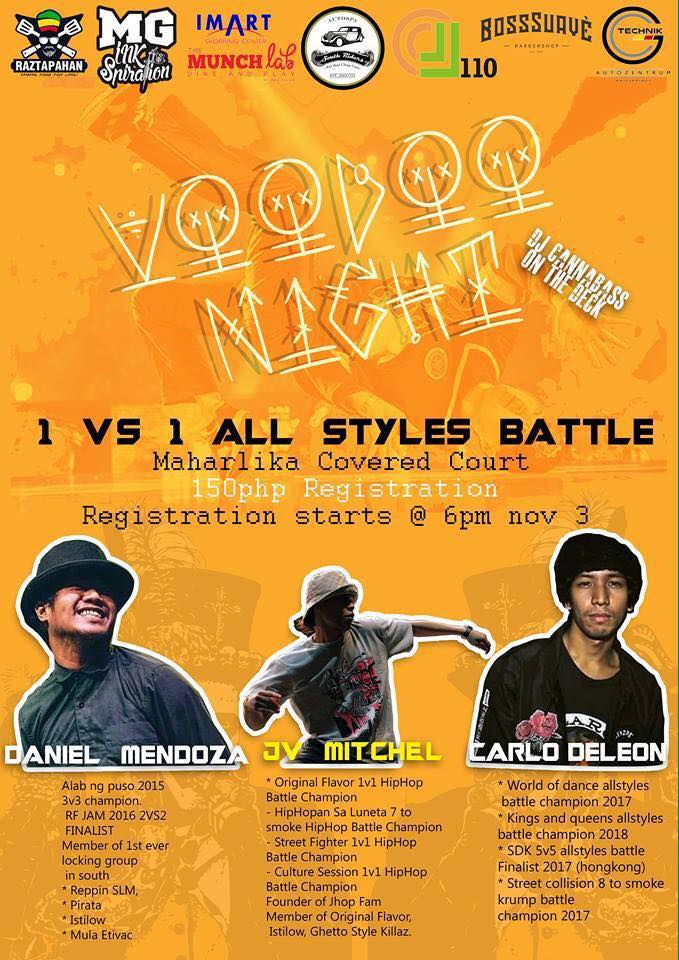 RAZTAPAHAN
MG
INK
Spiration
IMART
SHOPPING CENTER
THE
MUNCH lab
DINE AND PLAY
AUTOSPA
South Riders
110
BOSSSUAVÈ
BARBERSHOP
TECHNIK
AUTOZENTRUM
VOODOO
NIGHT
DJ CANNABASS
ON THE DECK
1 VS 1 ALL STYLES BATTLE
Maharlika Covered Court
150php Registration
Registration starts @ 6pm nov 3
DANIEL MENDOZA
Alab ng puso 2015
3v3 champion.
RF JAM 2016 2VS2
FINALIST
Member of 1st ever
locking group
in south
* Reppin SLM,
* Pirata
* Istilow
* Mula Etivac
JV MITCHEL
* Original Flavor 1v1 HipHop
Battle Champion
- HipHopan Sa Luneta 7 to
smoke HipHop Battle Champion
- Street Fighter 1v1 HipHop
Battle Champion
- Culture Session 1v1 HipHop
Battle Champion
Founder of Jhop Fam
Member of Original Flavor,
Istilow, Ghetto Style Killaz.
CARLO DELEON
* World of dance allstyles
battle champion 2017
* Kings and queens allstyles
battle champion 2018
* SDK 5v5 allstyles battle
Finalist 2017 (hongkong)
* Street collision 8 to smoke
krump battle
champion 2017